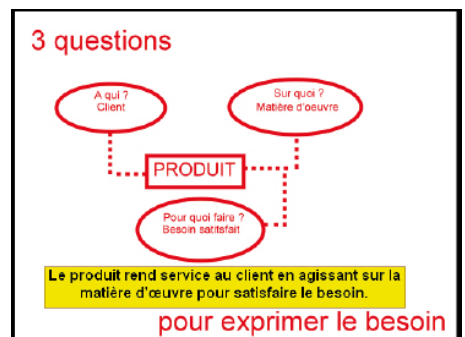 3 questions
A qui ?
Client
Sur quoi ?
Matière d'oeuvre
PRODUIT
Pour quoi faire ?
Besoin satitsfait
Le produit rend service au client en agissant sur la
matière d'œuvre pour satisfaire le besoin.
pour exprimer le besoin